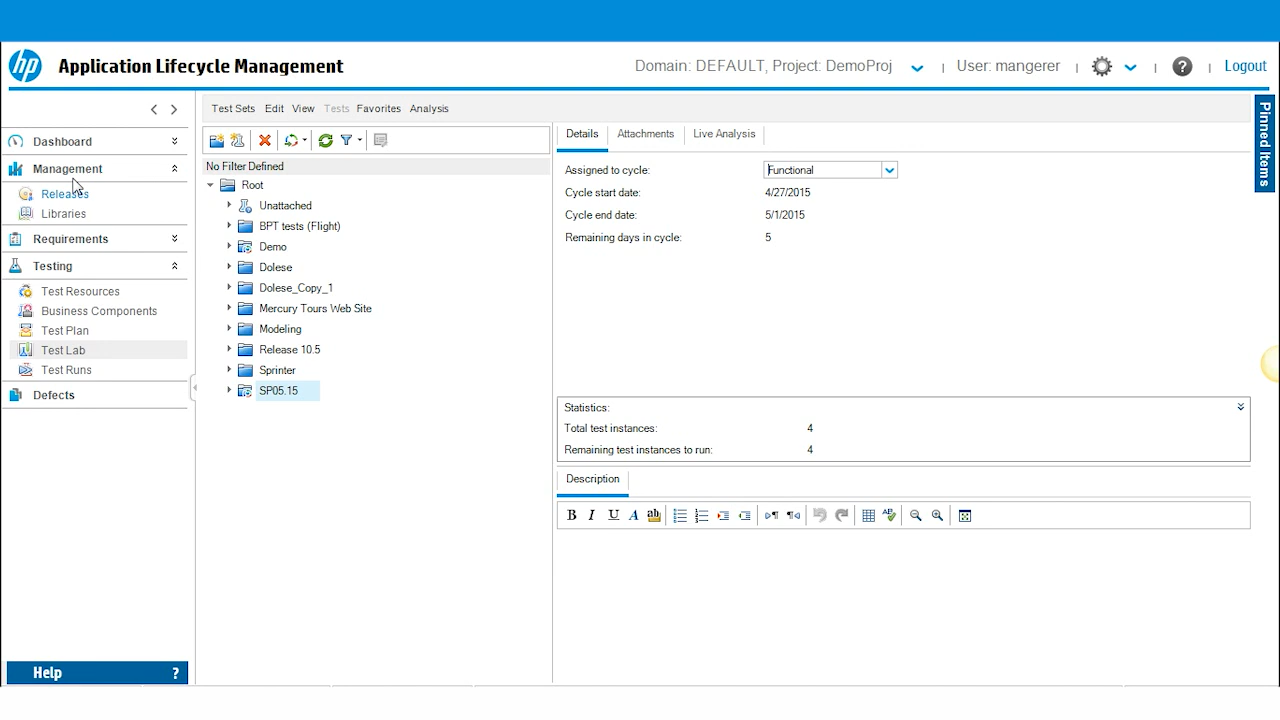 hp Application Lifecycle Management
Domain: DEFAULT, Project: DemoProj | User: mangerer | | ? | Logout
Pinned Items
Dashboard
Management
Releases
Libraries
Requirements
Testing
Test Resources
Business Components
Test Plan
Test Lab
Test Runs
Defects
Help ?
Test Sets Edit View Tests Favorites Analysis
No Filter Defined
Root
Unattached
BPT tests (Flight)
Demo
Dolese
Dolese_Copy_1
Mercury Tours Web Site
Modeling
Release 10.5
Sprinter
SP05.15
Details Attachments Live Analysis
Assigned to cycle: Functional
Cycle start date: 4/27/2015
Cycle end date: 5/1/2015
Remaining days in cycle: 5
Statistics:
Total test instances: 4
Remaining test instances to run: 4
Description
B I U A ab